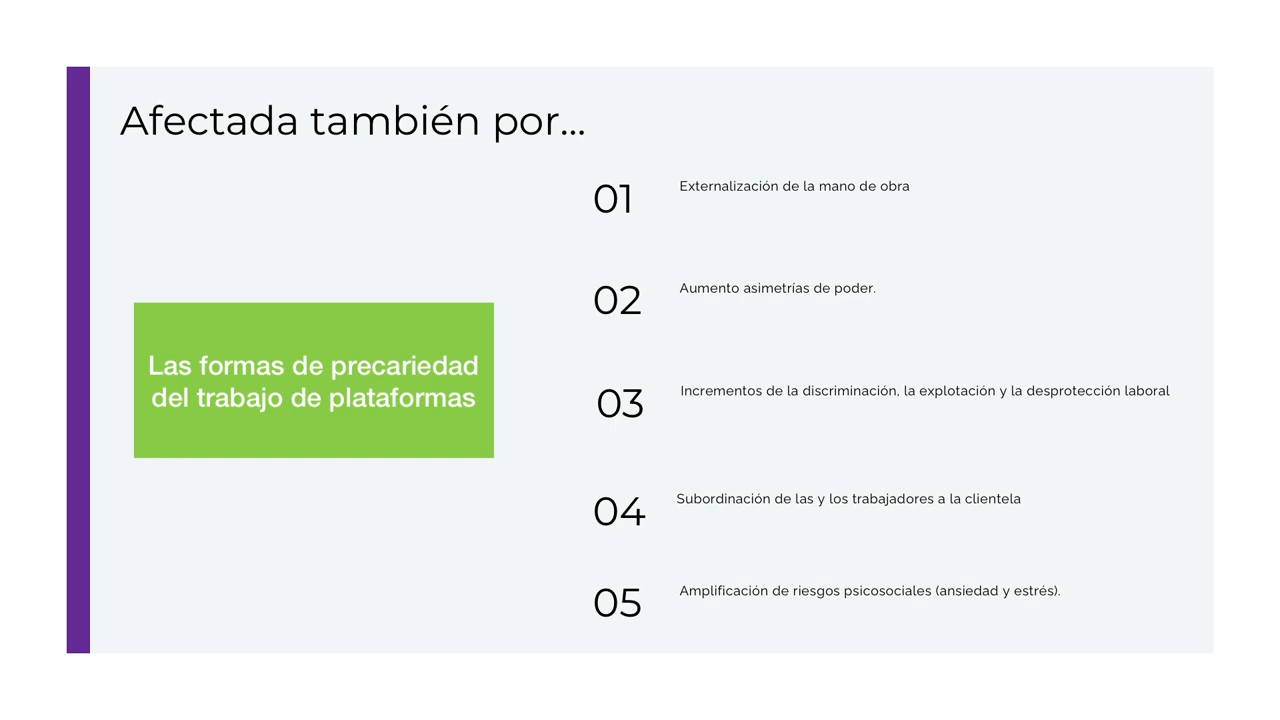 Afectada también por...
Las formas de precariedad
del trabajo de plataformas
01
Externalización de la mano de obra
02
Aumento asimetrías de poder.
03
Incrementos de la discriminación, la explotación y la desprotección laboral
04
Subordinación de las y los trabajadores a la clientela
05
Amplificación de riesgos psicosociales (ansiedad y estrés).